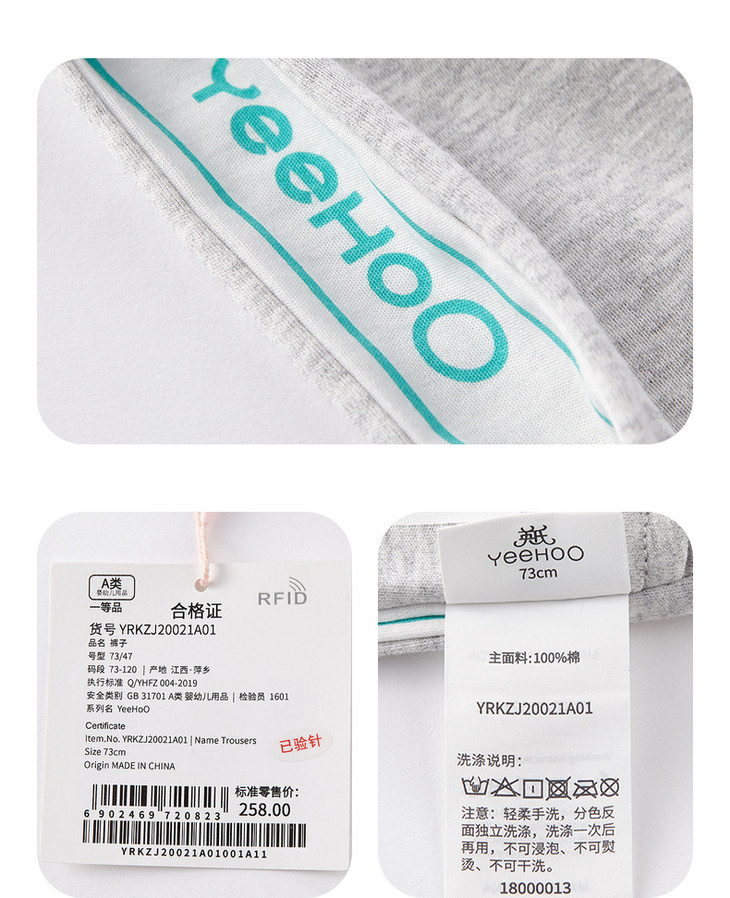 YeeHoO
A类
婴幼儿用品
一等品
合格证
RFID
货号 YRKZJ20021A01
品名 裤子
号型 73/47
码段 73-120 | 产地 江西·萍乡
执行标准 Q/YHFZ 004-2019
安全类别 GB 31701 A类 婴幼儿用品 | 检验员 1601
系列名 YeeHoO
Certificate
Item.No. YRKZJ20021A01 | Name Trousers
Size 73cm
Origin MADE IN CHINA
已验针
标准零售价:
258.00
6902469720823
YRKZJ20021A01001A11
英氏
YeeHOO
73cm
主面料:100%棉
YRKZJ20021A01
洗涤说明:
注意: 轻柔手洗, 分色反
面独立洗涤, 洗涤一次后
再用, 不可浸泡、不可熨
烫、不可干洗。
18000013